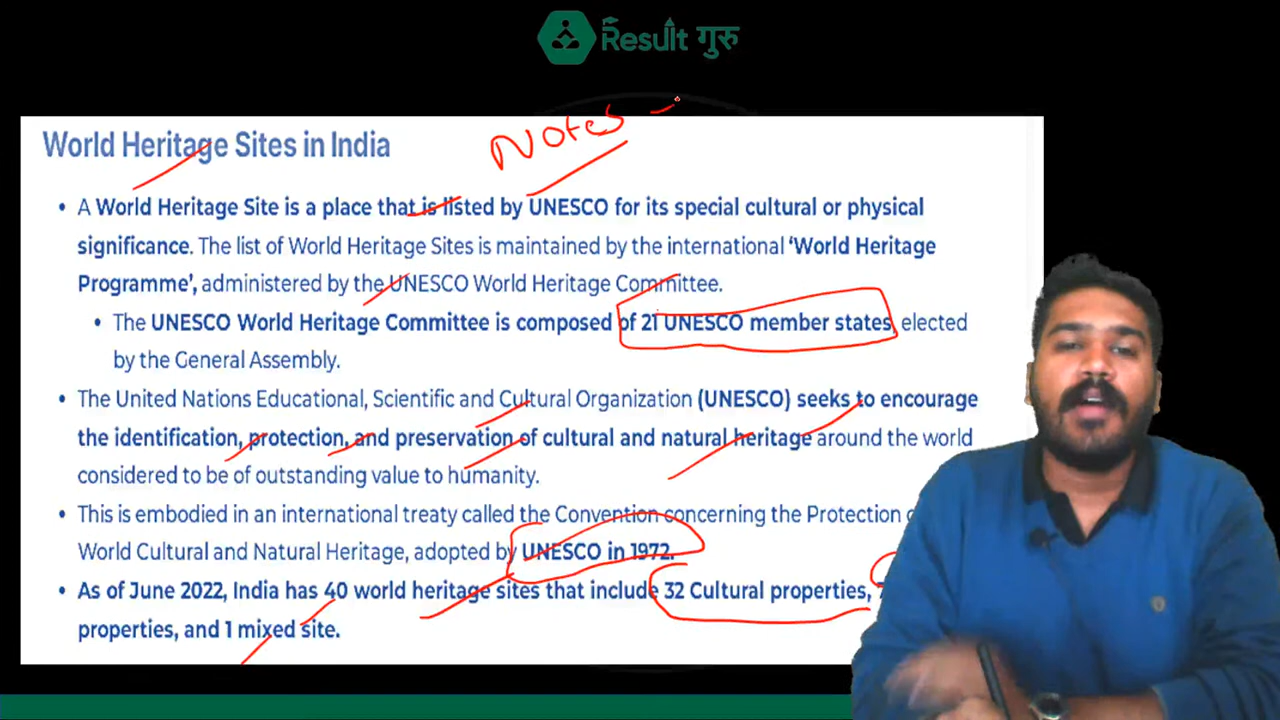 Result गुरु
Notes -
World Heritage Sites in India
• A World Heritage Site is a place that is listed by UNESCO for its special cultural or physical
significance. The list of World Heritage Sites is maintained by the international ‘World Heritage
Programme’, administered by the UNESCO World Heritage Committee.
• The UNESCO World Heritage Committee is composed of 21 UNESCO member states, elected
by the General Assembly.
• The United Nations Educational, Scientific and Cultural Organization (UNESCO) seeks to encourage
the identification, protection, and preservation of cultural and natural heritage around the world
considered to be of outstanding value to humanity.
• This is embodied in an international treaty called the Convention concerning the Protection
World Cultural and Natural Heritage, adopted by UNESCO in 1972.
• As of June 2022, India has 40 world heritage sites that include 32 Cultural properties,
properties, and 1 mixed site.